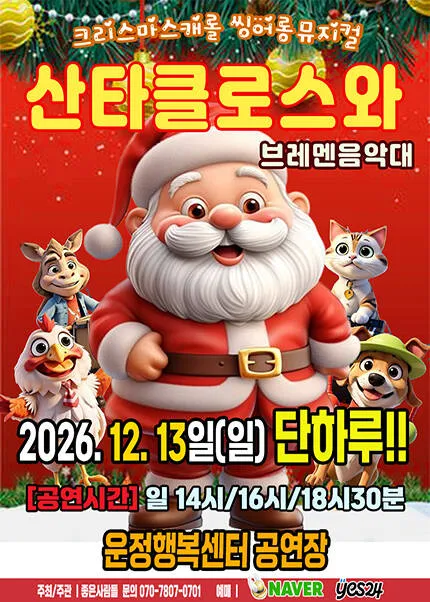 크리스마스캐롤 씽어롱 뮤지컬
산타클로스와
브레멘음악대
2026. 12. 13일(일) 단하루!!
[공연시간] 일 14시/16시/18시30분
운정행복센터 공연장
주최/주관 | 좋은사람들 문의 070-7807-0701 예매 | NAVER yes24